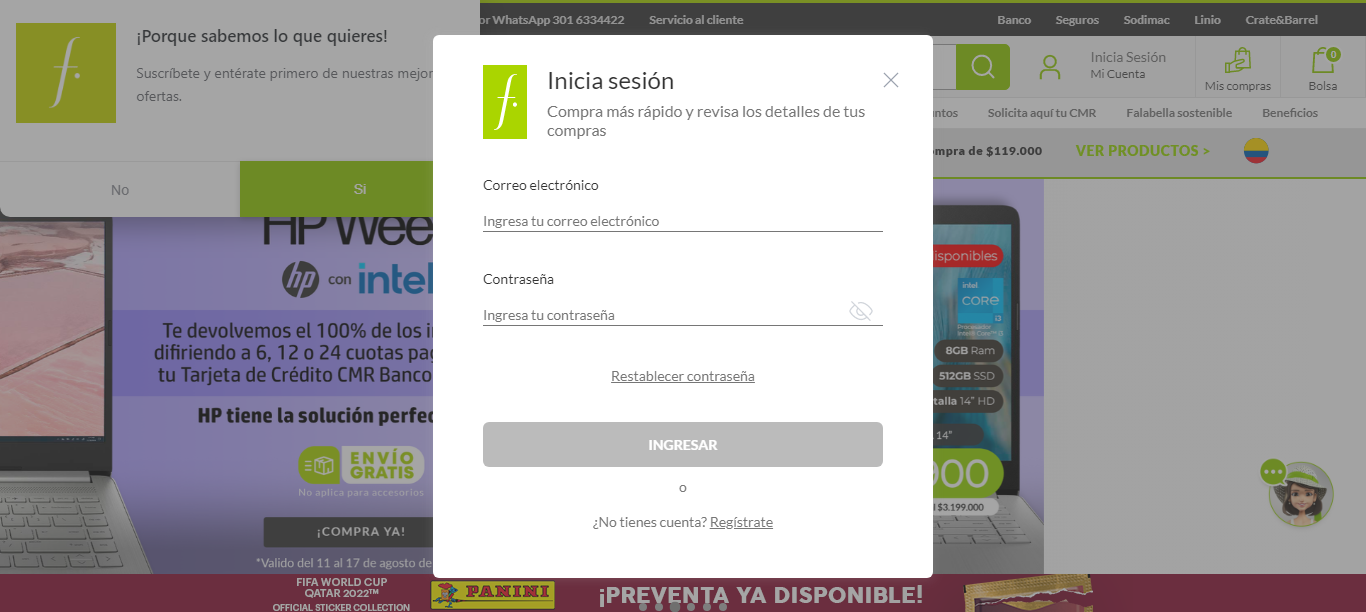 or WhatsApp 301 6334422
Servicio al cliente
Banco
Seguros
Sodimac
Linio
Crate&Barrel
¡Porque sabemos lo que quieres!
Suscríbete y entérate primero de nuestras mejor
ofertas.
No
Si
Inicia Sesión
Mi Cuenta
Mis compras
0
Bolsa
ntos
Solicita aquí tu CMR
Falabella sostenible
Beneficios
ompra de $119.000
VER PRODUCTOS >
f.
Inicia sesión
Compra más rápido y revisa los detalles de tus
compras
Correo electrónico
Ingresa tu correo electrónico
Contraseña
Ingresa tu contraseña
Restablecer contraseña
INGRESAR
o
¿No tienes cuenta? Regístrate
HP Wee
hp con intel
Te devolvemos el 100% de los i
difiriendo a 6, 12 o 24 cuotas pag
tu Tarjeta de Crédito CMR Banco
HP tiene la solución perfec
ENVÍO
GRATIS
No aplica para accesorios
¡COMPRA YA!
*Valido del 11 al 17 de agosto de
isponibles
intel
CORE
i3
8GB Ram
512GB SSD
talla 14” HD
14”
900
$3.199.000
FIFA WORLD CUP
QATAR 2022™
OFFICIAL STICKER COLLECTION
PANINI
¡PREVENTA YA DISPONIBLE!